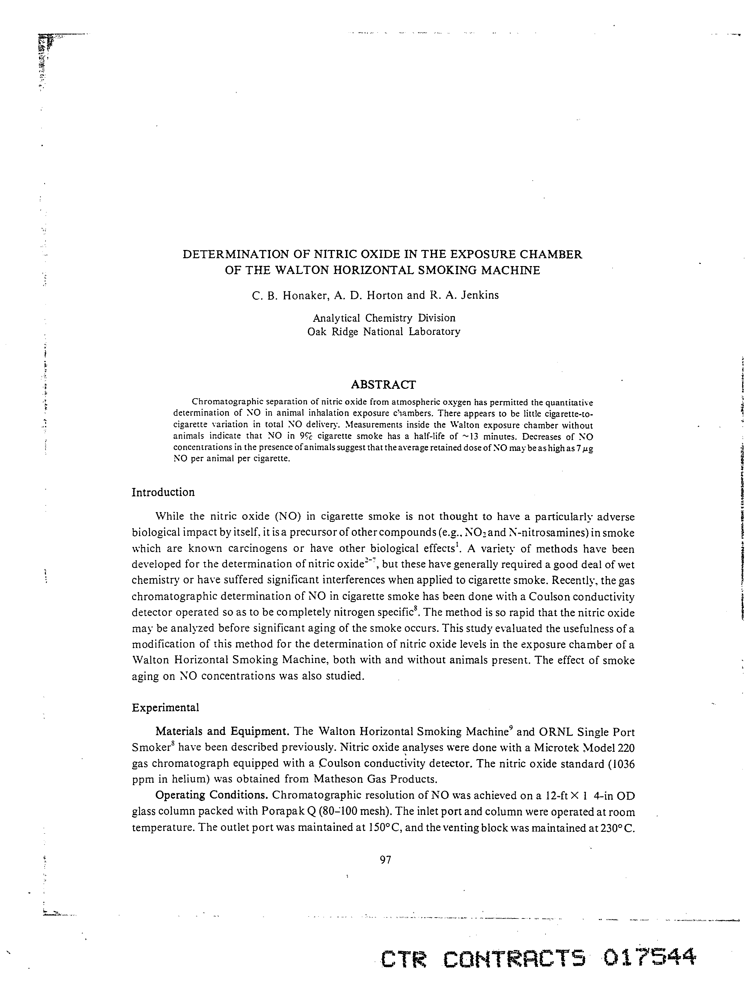 DETERMINATION OF NITRIC OXIDE IN THE EXPOSURE CHAMBER
OF THE WALTON HORIZONTAL SMOKING MACHINE
C. B. Honaker, A. D. Horton and R. A. Jenkins
Analytical Chemistry Division
Oak Ridge National Laboratory
ABSTRACT
Chromatographic separation of nitric oxide from atmospheric oxygen has permitted the quantitative
determination of NO in animal inhalation exposure chambers. There appears to be little cigarette-to-
cigarette variation in total NO delivery. Measurements inside the Walton exposure chamber without
animals indicate that NO in 9% cigarette smoke has a half-life of ~13 minutes. Decreases of NO
concentrations in the presence of animals suggest that the average retained dose of NO may be as high as 7 µg
NO per animal per cigarette.
Introduction
While the nitric oxide (NO) in cigarette smoke is not thought to have a particularly adverse
biological impact by itself, it is a precursor of other compounds (e.g., NO₂ and N-nitrosamines) in smoke
which are known carcinogens or have other biological effects¹. A variety of methods have been
developed for the determination of nitric oxide²⁻⁷, but these have generally required a good deal of wet
chemistry or have suffered significant interferences when applied to cigarette smoke. Recently, the gas
chromatographic determination of NO in cigarette smoke has been done with a Coulson conductivity
detector operated so as to be completely nitrogen specific⁸. The method is so rapid that the nitric oxide
may be analyzed before significant aging of the smoke occurs. This study evaluated the usefulness of a
modification of this method for the determination of nitric oxide levels in the exposure chamber of a
Walton Horizontal Smoking Machine, both with and without animals present. The effect of smoke
aging on NO concentrations was also studied.
Experimental
Materials and Equipment. The Walton Horizontal Smoking Machine⁹ and ORNL Single Port
Smoker⁸ have been described previously. Nitric oxide analyses were done with a Microtek Model 220
gas chromatograph equipped with a Coulson conductivity detector. The nitric oxide standard (1036
ppm in helium) was obtained from Matheson Gas Products.
Operating Conditions. Chromatographic resolution of NO was achieved on a 12-ft × 1 4-in OD
glass column packed with Porapak Q (80-100 mesh). The inlet port and column were operated at room
temperature. The outlet port was maintained at 150°C, and the venting block was maintained at 230°C.
97
CTR CONTRACTS 017544